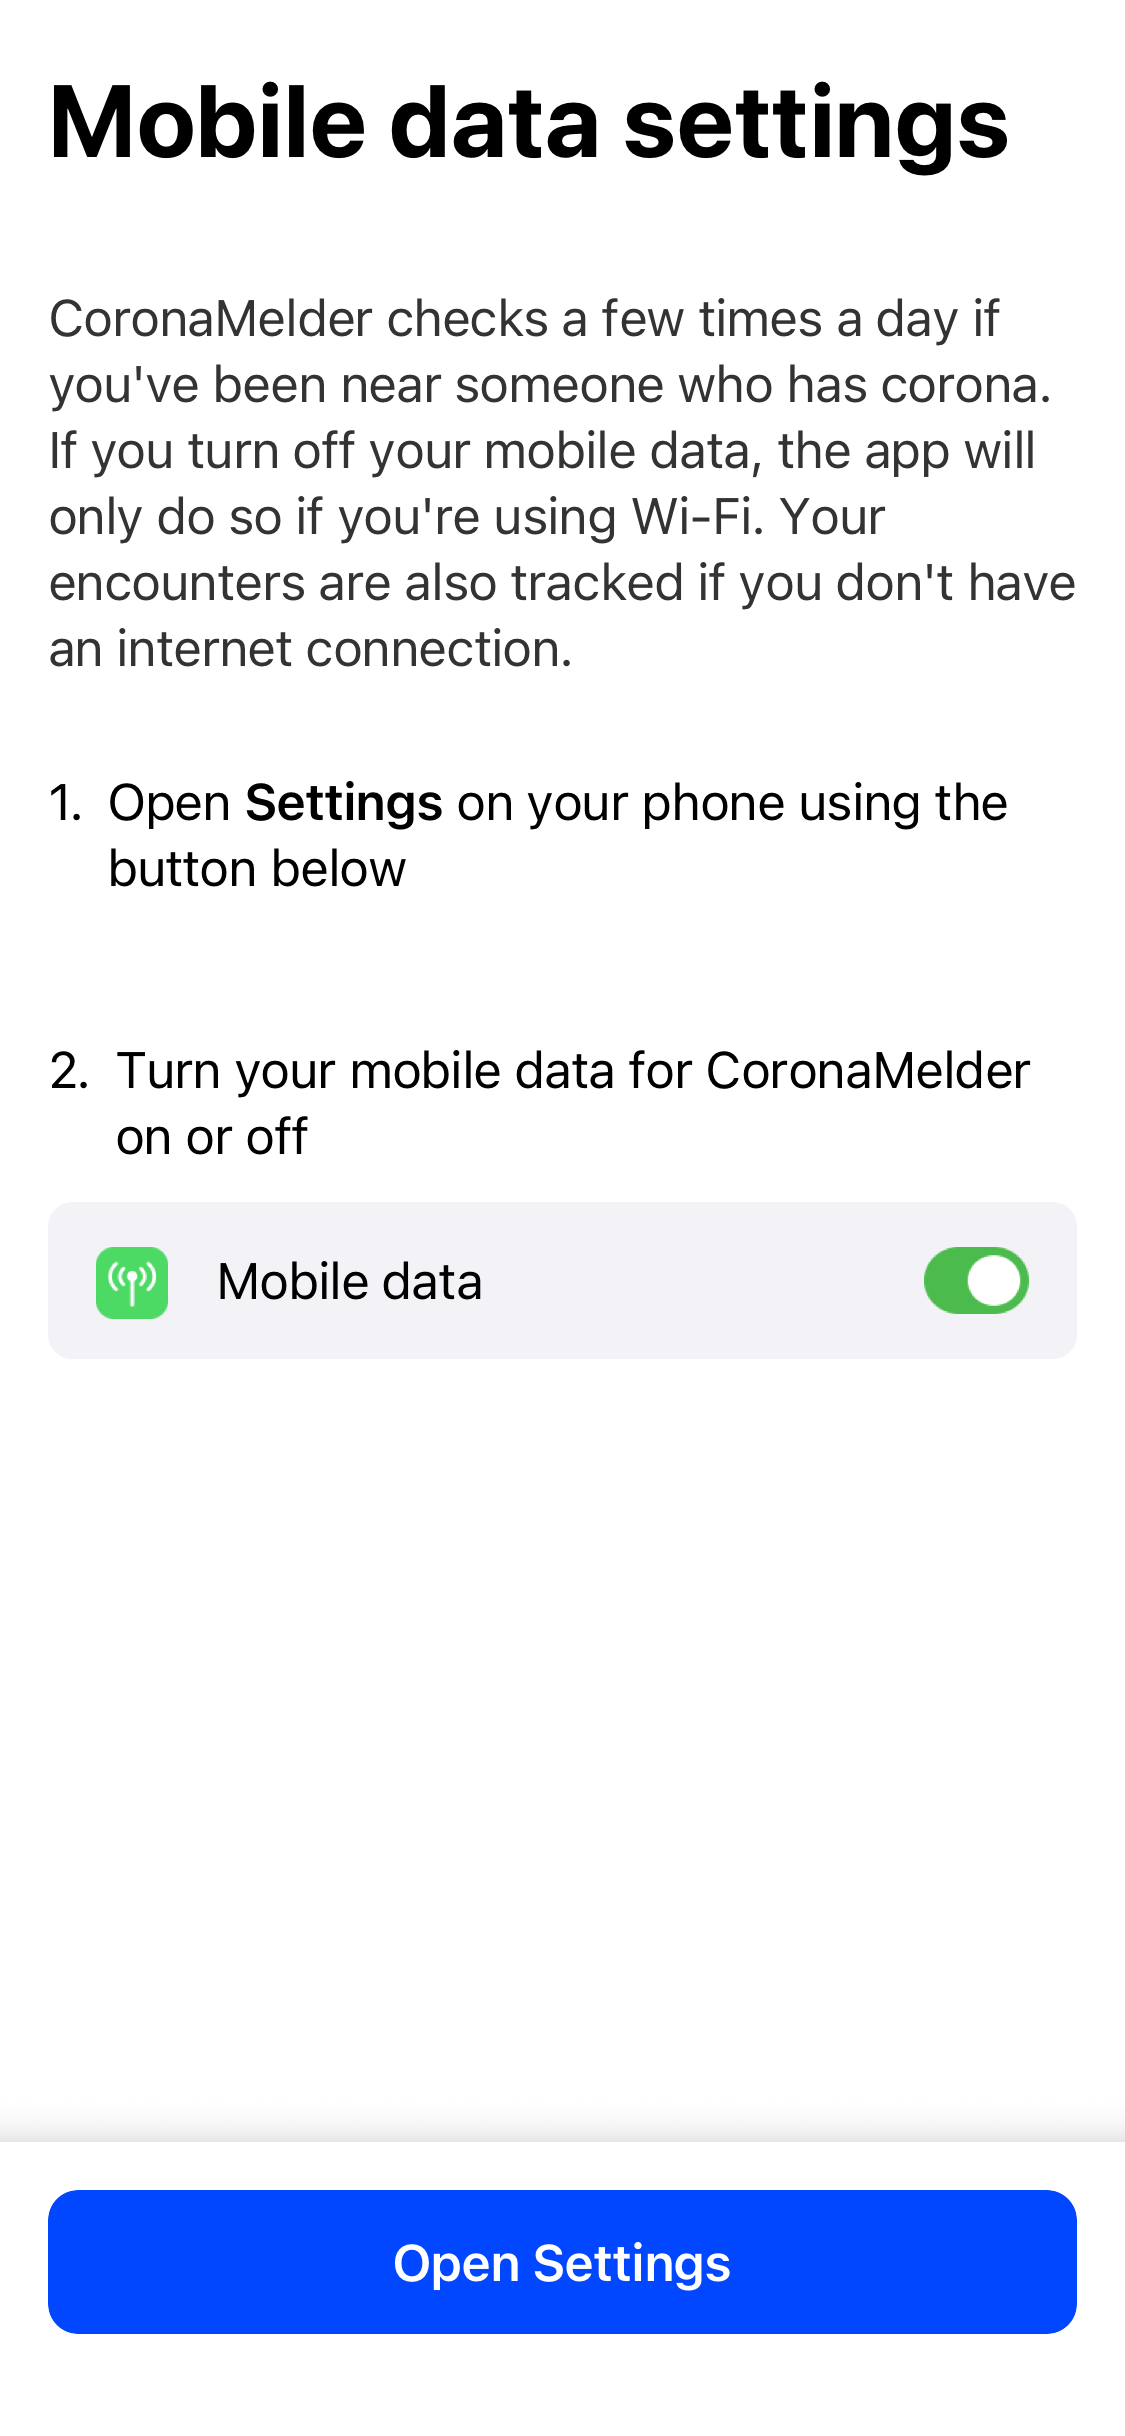 Mobile data settings
CoronaMelder checks a few times a day if
you've been near someone who has corona.
If you turn off your mobile data, the app will
only do so if you're using Wi-Fi. Your
encounters are also tracked if you don't have
an internet connection.
1. Open Settings on your phone using the
button below
2. Turn your mobile data for CoronaMelder
on or off
Mobile data
Open Settings